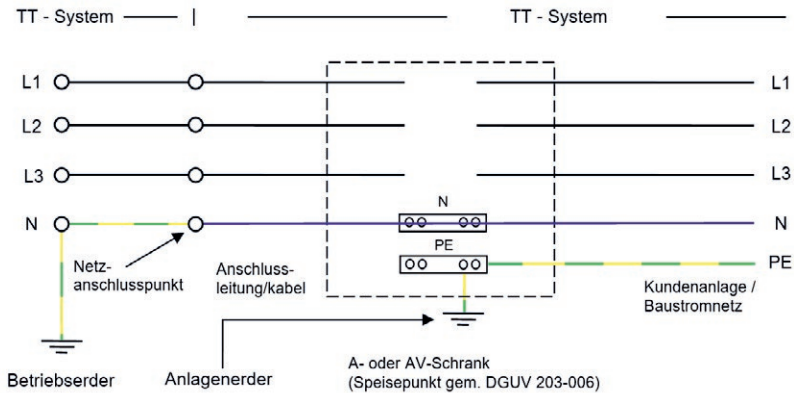 TT - System
TT - System
L1
L1
L2
L2
L3
L3
N
N
N
PE
PE
Netz-
anschlusspunkt
Anschluss-
leitung/kabel
Kundenanlage /
Baustromnetz
Betriebserder
Anlagenerder
A- oder AV-Schrank
(Speisepunkt gem. DGUV 203-006)